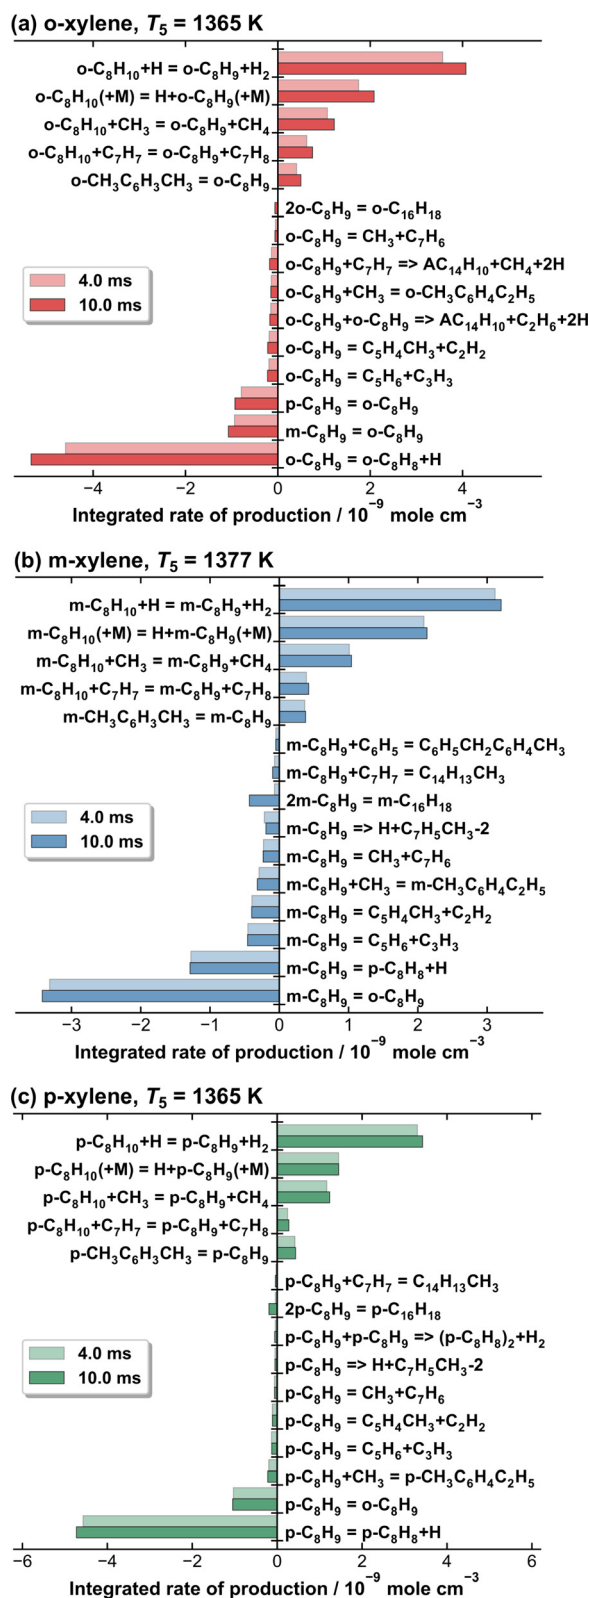 (a) o-xylene, T₅ = 1365 K
o-C₈H₁₀+H = o-C₈H₉+H₂
o-C₈H₁₀(+M) = H+o-C₈H₉(+M)
o-C₈H₁₀+CH₃ = o-C₈H₉+CH₄
o-C₈H₁₀+C₇H₇ = o-C₈H₉+C₇H₈
o-CH₃C₆H₃CH₃ = o-C₈H₉
2o-C₈H₉ = o-C₁₆H₁₈
o-C₈H₉ = CH₃+C₇H₆
o-C₈H₉+C₇H₇ => AC₁₄H₁₀+CH₄+2H
4.0 ms
o-C₈H₉+CH₃ = o-CH₃C₆H₄C₂H₅
10.0 ms
o-C₈H₉+o-C₈H₉ => AC₁₄H₁₀+C₂H₆+2H
o-C₈H₉ = C₅H₄CH₃+C₂H₂
o-C₈H₉ = C₅H₆+C₃H₃
p-C₈H₉ = o-C₈H₉
m-C₈H₉ = o-C₈H₉
o-C₈H₉ = o-C₈H₈+H
−4 −2 0 2 4
Integrated rate of production / 10⁻⁹ mole cm⁻³
(b) m-xylene, T₅ = 1377 K
m-C₈H₁₀+H = m-C₈H₉+H₂
m-C₈H₁₀(+M) = H+m-C₈H₉(+M)
m-C₈H₁₀+CH₃ = m-C₈H₉+CH₄
m-C₈H₁₀+C₇H₇ = m-C₈H₉+C₇H₈
m-CH₃C₆H₃CH₃ = m-C₈H₉
m-C₈H₉+C₆H₅ = C₆H₅CH₂C₆H₄CH₃
m-C₈H₉+C₇H₇ = C₁₄H₁₃CH₃
2m-C₈H₉ = m-C₁₆H₁₈
4.0 ms
m-C₈H₉ => H+C₇H₅CH₃-2
10.0 ms
m-C₈H₉ = CH₃+C₇H₆
m-C₈H₉+CH₃ = m-CH₃C₆H₄C₂H₅
m-C₈H₉ = C₅H₄CH₃+C₂H₂
m-C₈H₉ = C₅H₆+C₃H₃
m-C₈H₉ = p-C₈H₈+H
m-C₈H₉ = o-C₈H₉
−3 −2 −1 0 1 2 3
Integrated rate of production / 10⁻⁹ mole cm⁻³
(c) p-xylene, T₅ = 1365 K
p-C₈H₁₀+H = p-C₈H₉+H₂
p-C₈H₁₀(+M) = H+p-C₈H₉(+M)
p-C₈H₁₀+CH₃ = p-C₈H₉+CH₄
p-C₈H₁₀+C₇H₇ = p-C₈H₉+C₇H₈
p-CH₃C₆H₃CH₃ = p-C₈H₉
p-C₈H₉+C₇H₇ = C₁₄H₁₃CH₃
2p-C₈H₉ = p-C₁₆H₁₈
p-C₈H₉+p-C₈H₉ => (p-C₈H₈)₂+H₂
4.0 ms
p-C₈H₉ => H+C₇H₅CH₃-2
10.0 ms
p-C₈H₉ = CH₃+C₇H₆
p-C₈H₉ = C₅H₄CH₃+C₂H₂
p-C₈H₉ = C₅H₆+C₃H₃
p-C₈H₉+CH₃ = p-CH₃C₆H₄C₂H₅
p-C₈H₉ = o-C₈H₉
p-C₈H₉ = p-C₈H₈+H
−6 −4 −2 0 2 4 6
Integrated rate of production / 10⁻⁹ mole cm⁻³